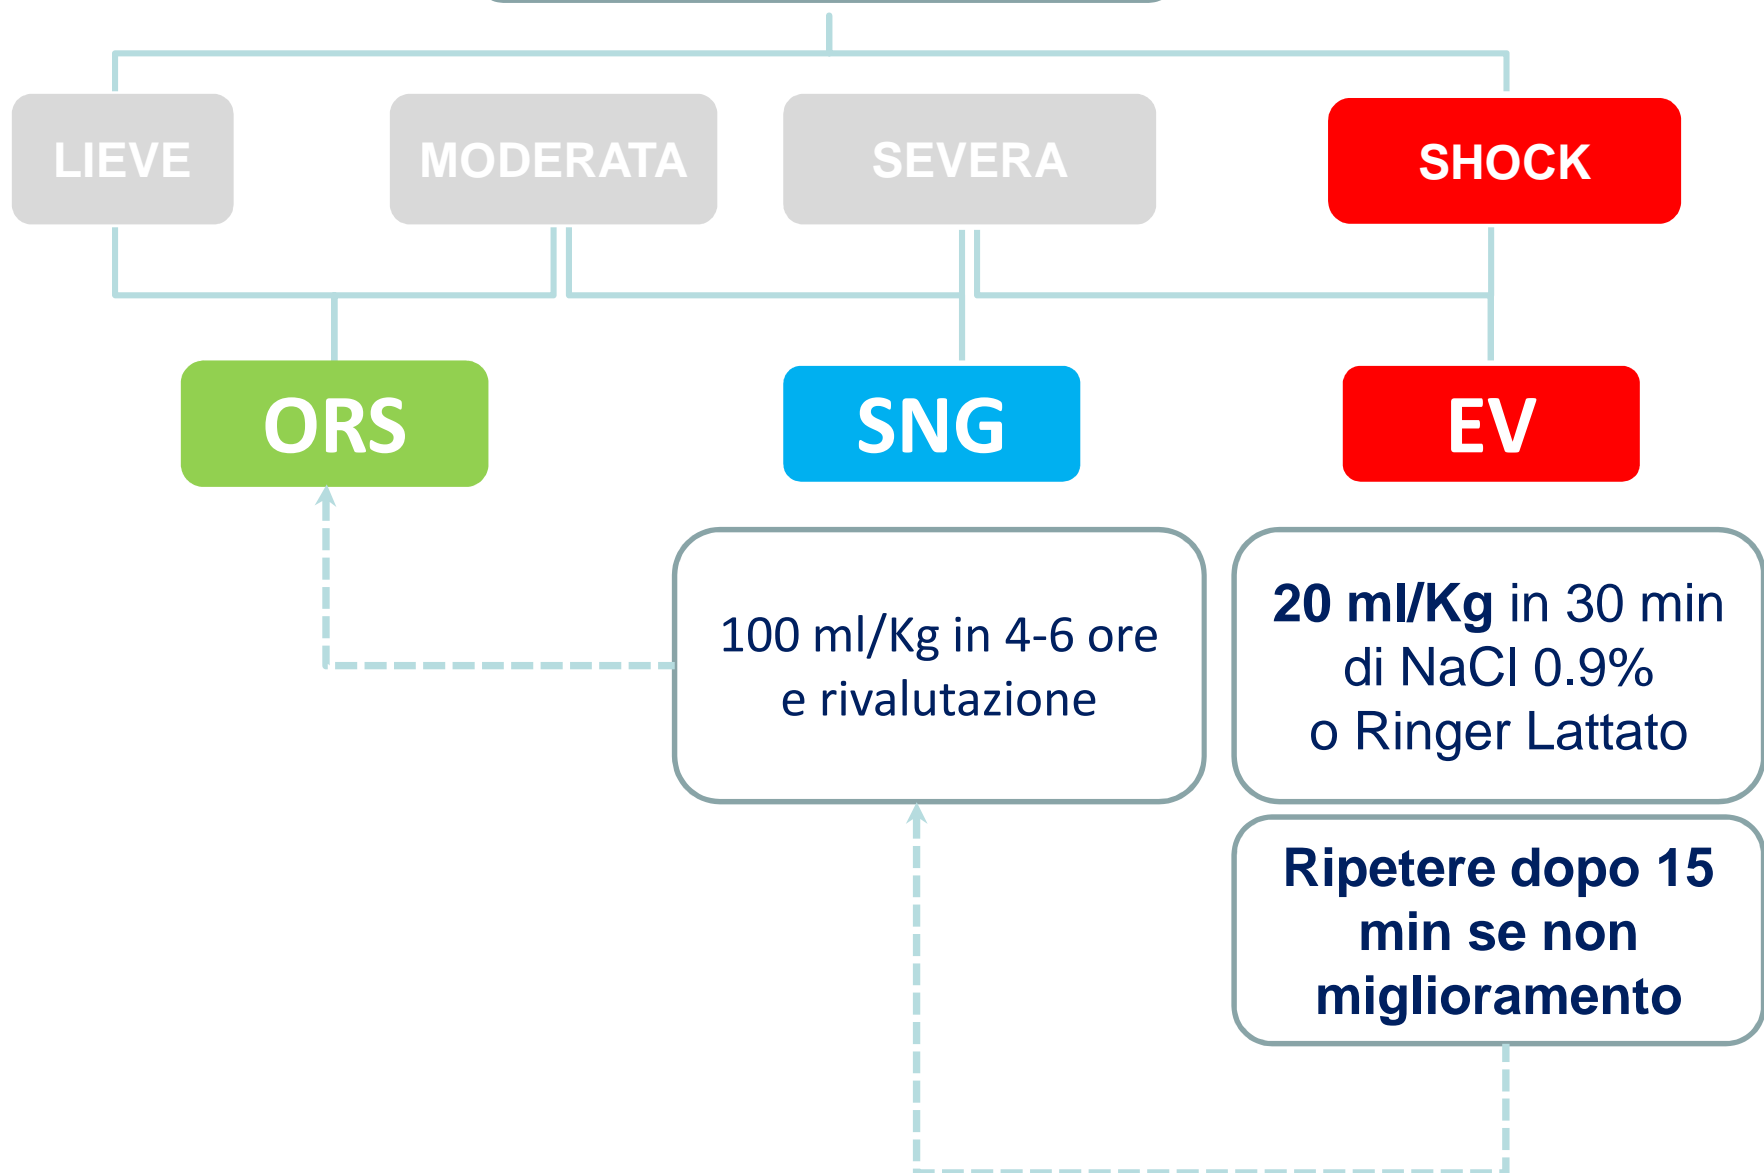 LIEVE
MODERATA
SEVERA
SHOCK
ORS
SNG
EV
100 ml/Kg in 4-6 ore
e rivalutazione
20 ml/Kg in 30 min
di NaCl 0.9%
o Ringer Lattato
Ripetere dopo 15
min se non
miglioramento